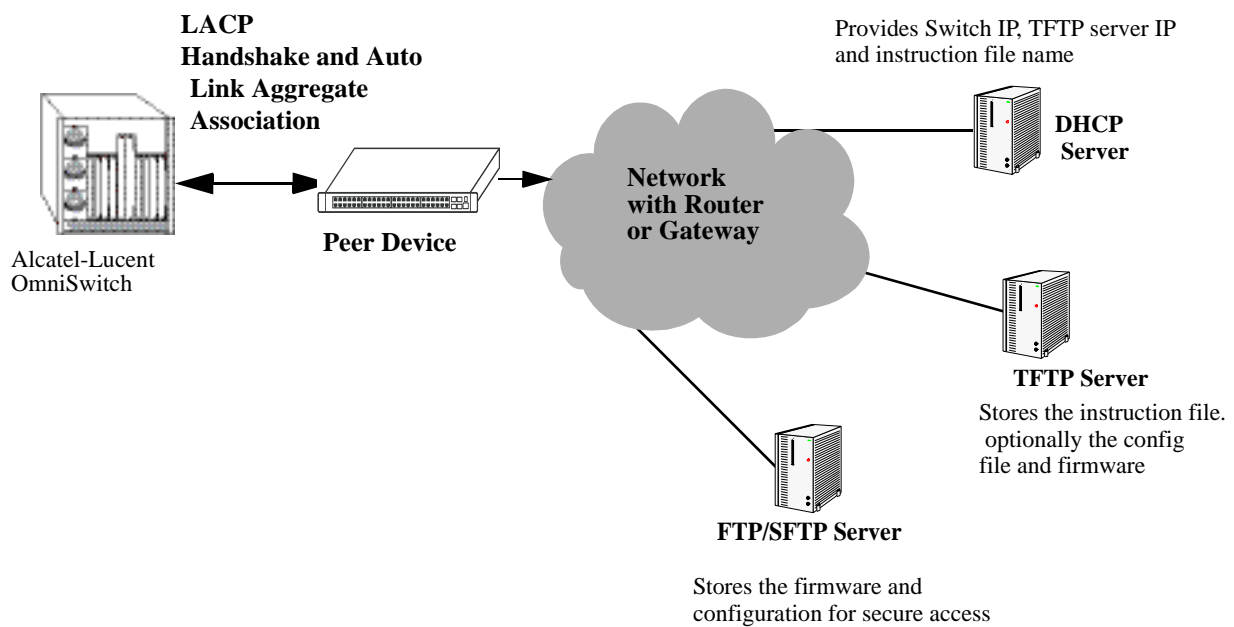 LACP
Handshake and Auto
Link Aggregate
Association
Provides Switch IP, TFTP server IP
and instruction file name
DHCP
Server
Network
with Router
or Gateway
Peer Device
Alcatel-Lucent
OmniSwitch
TFTP Server
Stores the instruction file.
optionally the config
file and firmware
FTP/SFTP Server
Stores the firmware and
configuration for secure access